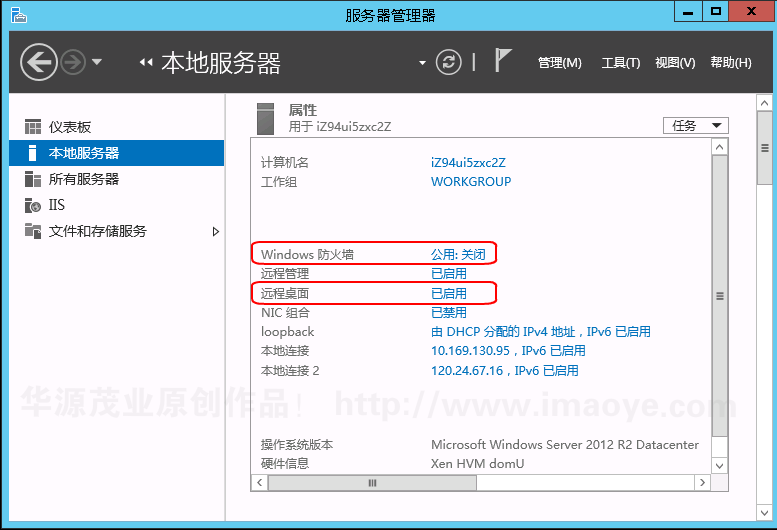 服务器管理器
本地服务器
管理(M) 工具(T) 视图(V) 帮助(H)
仪表板
本地服务器
所有服务器
IIS
文件和存储服务
属性
用于 iZ94ui5zxc2Z
任务
计算机名 iZ94ui5zxc2Z
工作组 WORKGROUP
Windows 防火墙 公用: 关闭
远程管理 已启用
远程桌面 已启用
NIC 组合 已禁用
loopback 由 DHCP 分配的 IPv4 地址，IPv6 已启用
本地连接 10.169.130.95，IPv6 已启用
本地连接 2 120.24.67.16，IPv6 已启用
华源茂业原创作品！ http://www.imaoye.com
操作系统版本 Microsoft Windows Server 2012 R2 Datacenter
硬件信息 Xen HVM domU